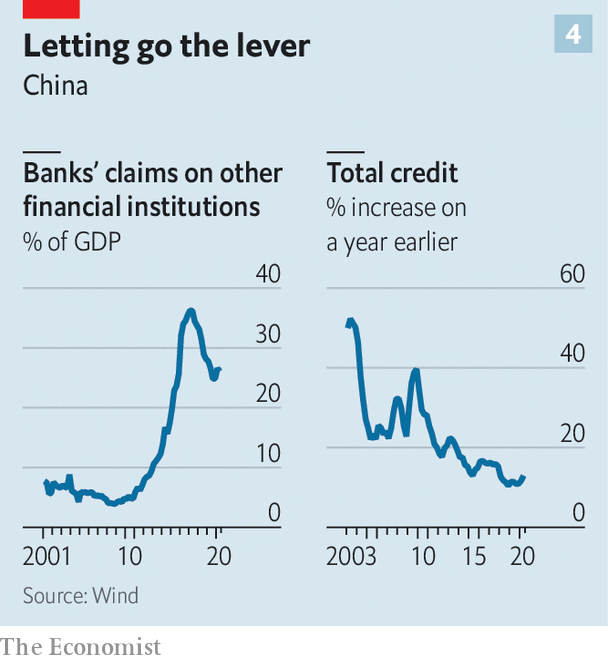 4
Letting go the lever
China
Banks’ claims on other
financial institutions
% of GDP
40
30
20
10
0
2001 10 20
Total credit
% increase on
a year earlier
60
40
20
0
2003 10 15 20
Source: Wind
The Economist